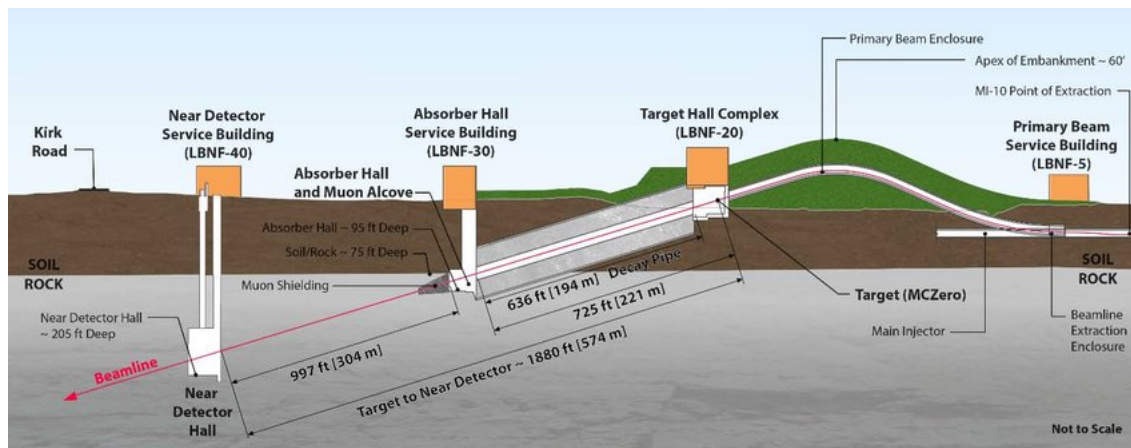 Primary Beam Enclosure
Apex of Embankment ~ 60'
MI-10 Point of Extraction
Kirk
Road
Near Detector
Service Building
(LBNF-40)
Absorber Hall
Service Building
(LBNF-30)
Target Hall Complex
(LBNF-20)
Primary Beam
Service Building
(LBNF-5)
Absorber Hall
and Muon Alcove
Absorber Hall ~ 95 ft Deep
Soil/Rock ~ 75 ft Deep
Muon Shielding
SOIL
ROCK
SOIL
ROCK
636 ft [194 m] Decay Pipe
725 ft [221 m]
Target (MCZero)
Main Injector
Beamline
Extraction
Enclosure
Near Detector Hall
~ 205 ft Deep
997 ft [304 m]
Target to Near Detector ~ 1880 ft [574 m]
Beamline
Near
Detector
Hall
Not to Scale